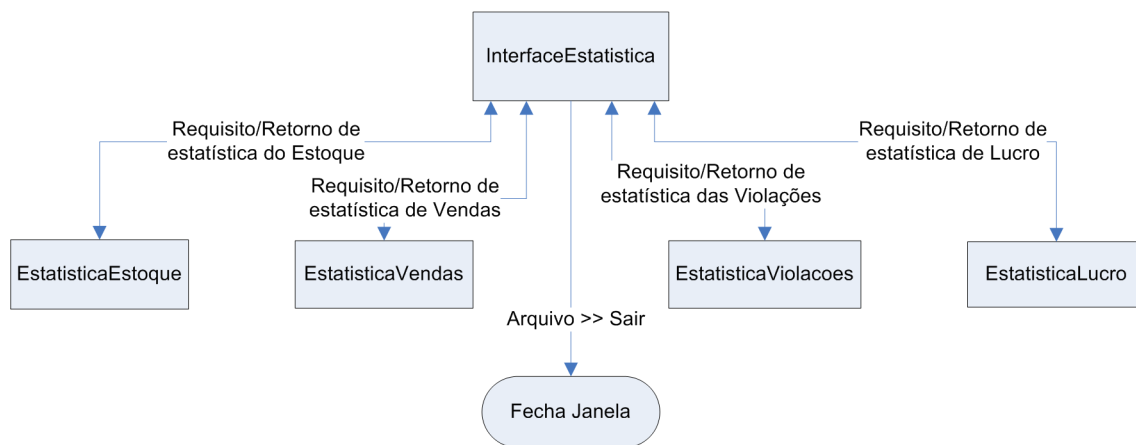 InterfaceEstatistica
Requisito/Retorno de
estatística do Estoque
Requisito/Retorno de
estatística de Lucro
Requisito/Retorno de
estatística das Violações
Requisito/Retorno de
estatística de Vendas
EstatisticaEstoque
EstatisticaVendas
EstatisticaViolacoes
EstatisticaLucro
Arquivo >> Sair
Fecha Janela